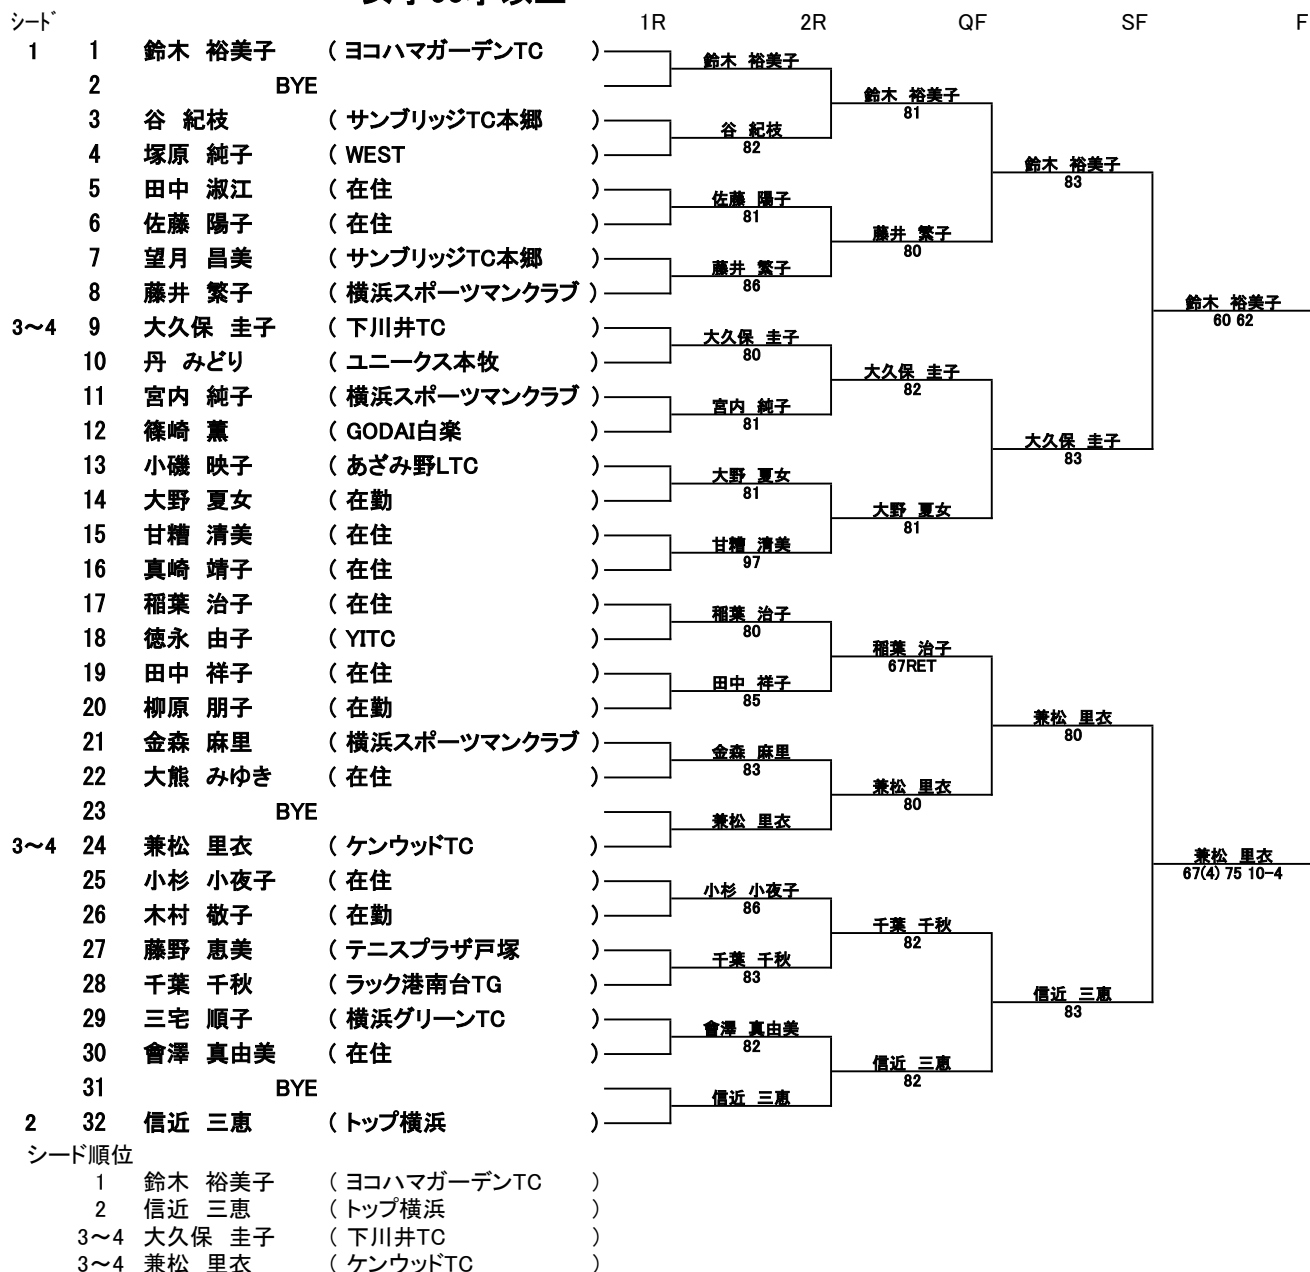 シード 1R 2R QF SF F
1 1 鈴木 裕美子 ( ヨコハマガーデンTC )
鈴木 裕美子
2 BYE
鈴木 裕美子
81
3 谷 紀枝 ( サンブリッジTC本郷 )
谷 紀枝
82
4 塚原 純子 ( WEST )
鈴木 裕美子
83
5 田中 淑江 ( 在住 )
佐藤 陽子
81
6 佐藤 陽子 ( 在住 )
藤井 繁子
80
7 望月 昌美 ( サンブリッジTC本郷 )
藤井 繁子
86
8 藤井 繁子 ( 横浜スポーツマンクラブ )
鈴木 裕美子
60 62
3～4 9 大久保 圭子 ( 下川井TC )
大久保 圭子
80
10 丹 みどり ( ユニークス本牧 )
大久保 圭子
82
11 宮内 純子 ( 横浜スポーツマンクラブ )
宮内 純子
81
12 篠崎 薫 ( GODAI白楽 )
大久保 圭子
83
13 小磯 映子 ( あざみ野LTC )
大野 夏女
81
14 大野 夏女 ( 在勤 )
大野 夏女
81
15 甘糟 清美 ( 在住 )
甘糟 清美
97
16 真崎 靖子 ( 在住 )
17 稲葉 治子 ( 在住 )
稲葉 治子
80
18 徳永 由子 ( YITC )
稲葉 治子
67RET
19 田中 祥子 ( 在住 )
田中 祥子
85
20 柳原 朋子 ( 在勤 )
兼松 里衣
80
21 金森 麻里 ( 横浜スポーツマンクラブ )
金森 麻里
83
22 大熊 みゆき ( 在住 )
兼松 里衣
80
23 BYE
兼松 里衣
3～4 24 兼松 里衣 ( ケンウッドTC )
兼松 里衣
67(4) 75 10-4
25 小杉 小夜子 ( 在住 )
小杉 小夜子
86
26 木村 敬子 ( 在勤 )
千葉 千秋
82
27 藤野 恵美 ( テニスプラザ戸塚 )
千葉 千秋
83
28 千葉 千秋 ( ラック港南台TG )
信近 三恵
83
29 三宅 順子 ( 横浜グリーンTC )
會澤 真由美
82
30 會澤 真由美 ( 在住 )
信近 三恵
82
31 BYE
信近 三恵
2 32 信近 三恵 ( トップ横浜 )
シード順位
1 鈴木 裕美子 ( ヨコハマガーデンTC )
2 信近 三恵 ( トップ横浜 )
3～4 大久保 圭子 ( 下川井TC )
3～4 兼松 里衣 ( ケンウッドTC )